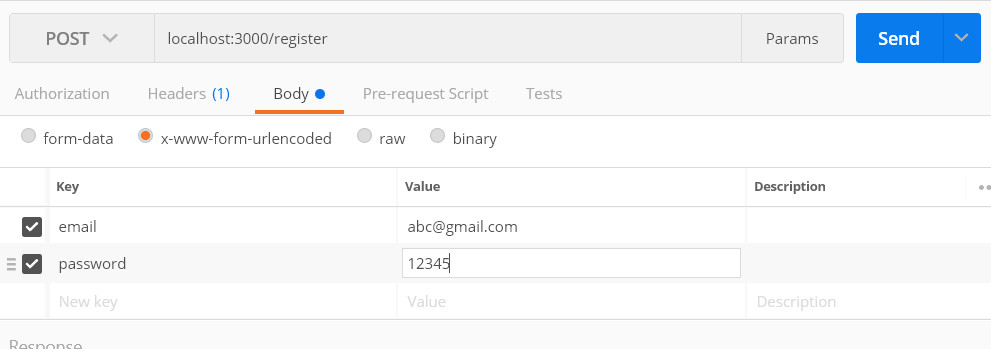 POST localhost:3000/register Params Send
Authorization Headers (1) Body Pre-request Script Tests
form-data x-www-form-urlencoded raw binary
Key Value Description
email abc@gmail.com
password 12345
New key Value Description
Response